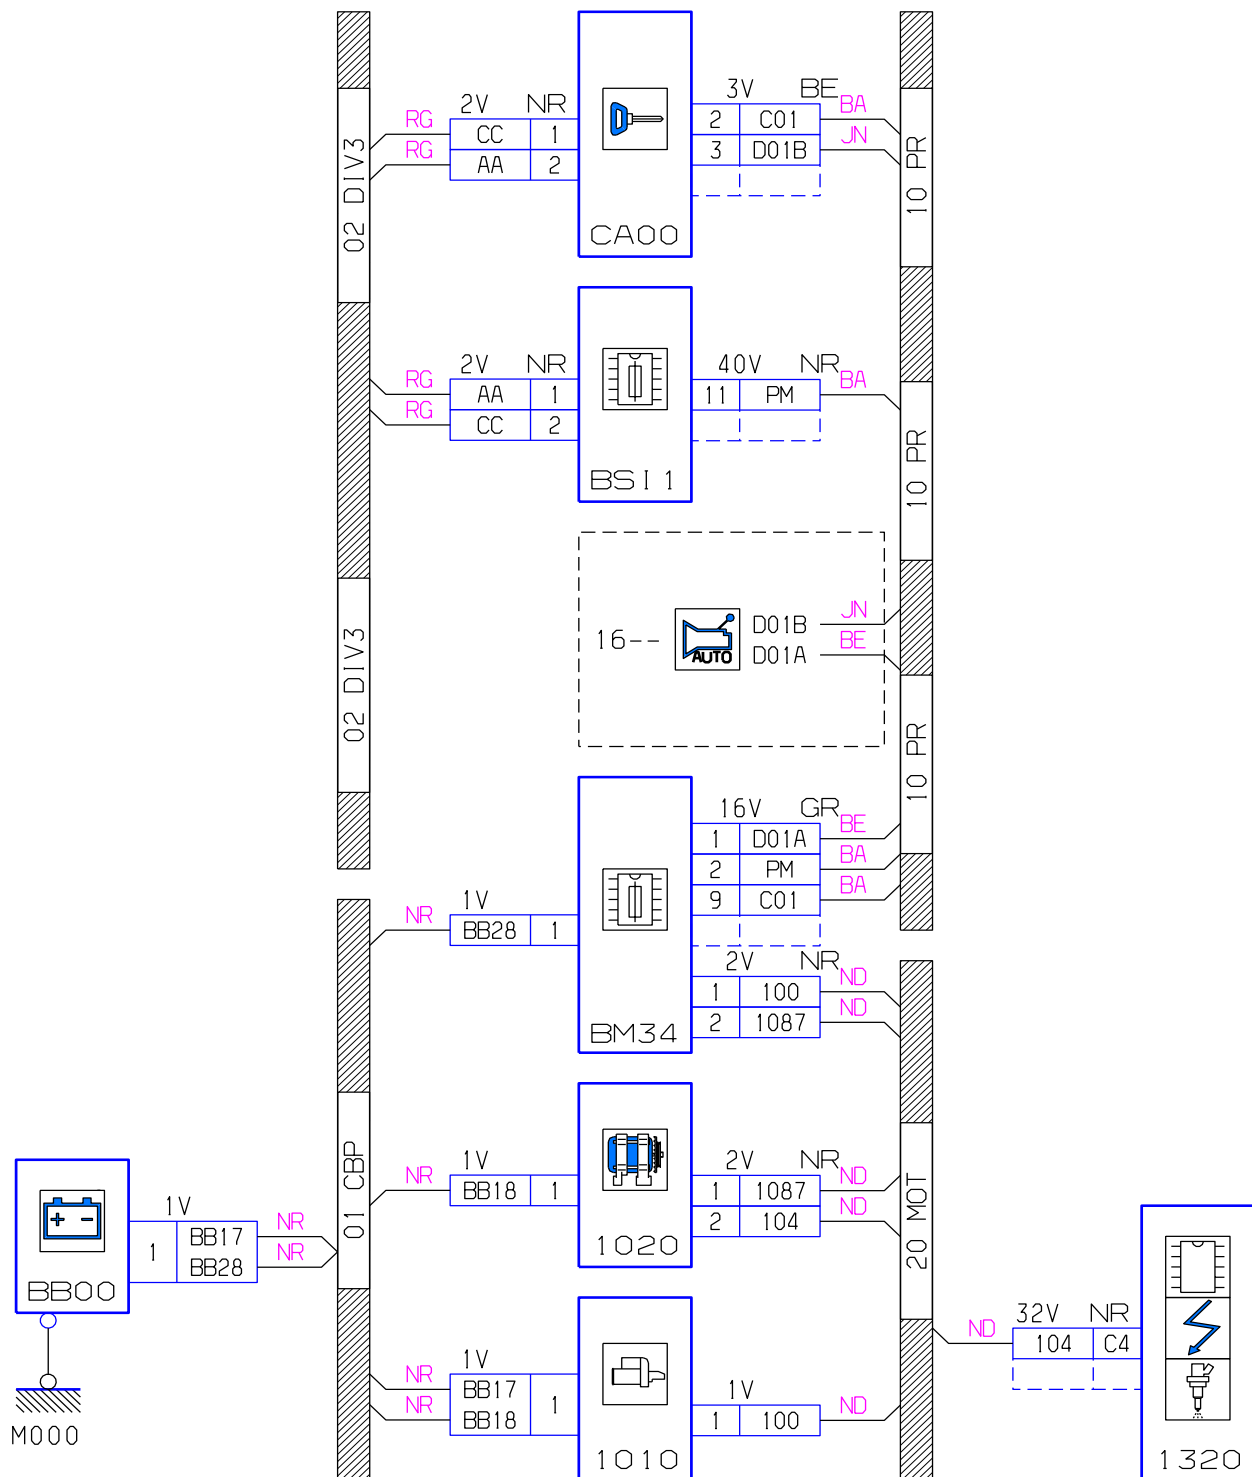 3V BE
2V NR
RG CC 1
RG AA 2
2 C01 BA
3 D01B JN
CA00
02 DIV3
10 PR
2V NR
RG AA 1
RG CC 2
40V NR
11 PM BA
BSI1
10 PR
16--
AUTO
D01B JN
D01A BE
02 DIV3
10 PR
16V GR
1 D01A BE
2 PM BA
9 C01 BA
1V
NR BB28 1
2V NR
1 100 ND
2 1087 ND
BM34
01 CBP
20 MOT
1V
NR BB18 1
2V NR
1 1087 ND
2 104 ND
1020
1V
1 BB17 NR
BB28 NR
+ -
BB00
M000
1V
NR BB17 1
NR BB18
1V
1 100 ND
1010
32V NR
ND 104 C4
1320